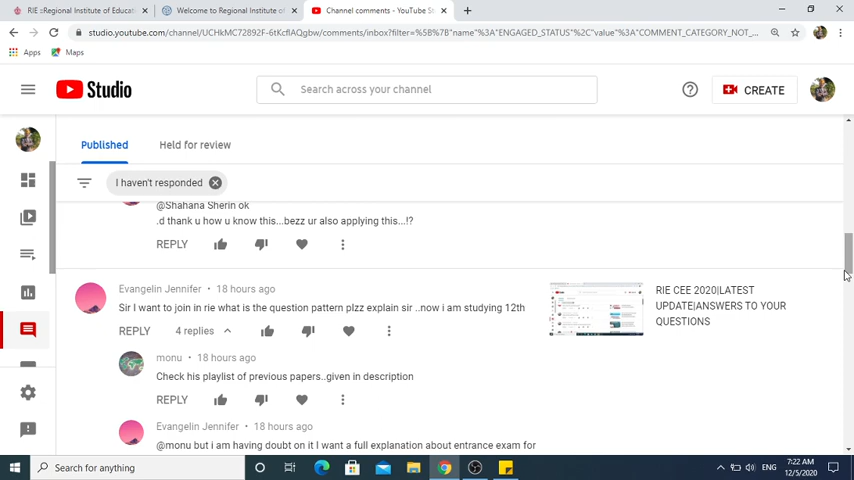 RIE ::Regional Institute of Educat
Welcome to Regional Institute of
Channel comments - YouTube St
studio.youtube.com/channel/UCHkMC72892F-6tKcflAQgbw/comments/inbox?filter=%5B%7B"name"%3A"ENGAGED_STATUS"%2C"value"%3A"COMMENT_CATEGORY_NOT_...
Apps Maps
Studio
Search across your channel
CREATE
Published Held for review
I haven't responded
@Shahana Sherin ok
.d thank u how u know this...bezz ur also applying this...!?
REPLY
Evangelin Jennifer • 18 hours ago
Sir I want to join in rie what is the question pattern plzz explain sir ..now i am studying 12th
REPLY 4 replies
RIE CEE 2020|LATEST
UPDATE|ANSWERS TO YOUR
QUESTIONS
monu • 18 hours ago
Check his playlist of previous papers..given in description
REPLY
Evangelin Jennifer • 18 hours ago
@monu but i am having doubt on it I want a full explanation about entrance exam for
Search for anything
ENG
7:22 AM
12/5/2020